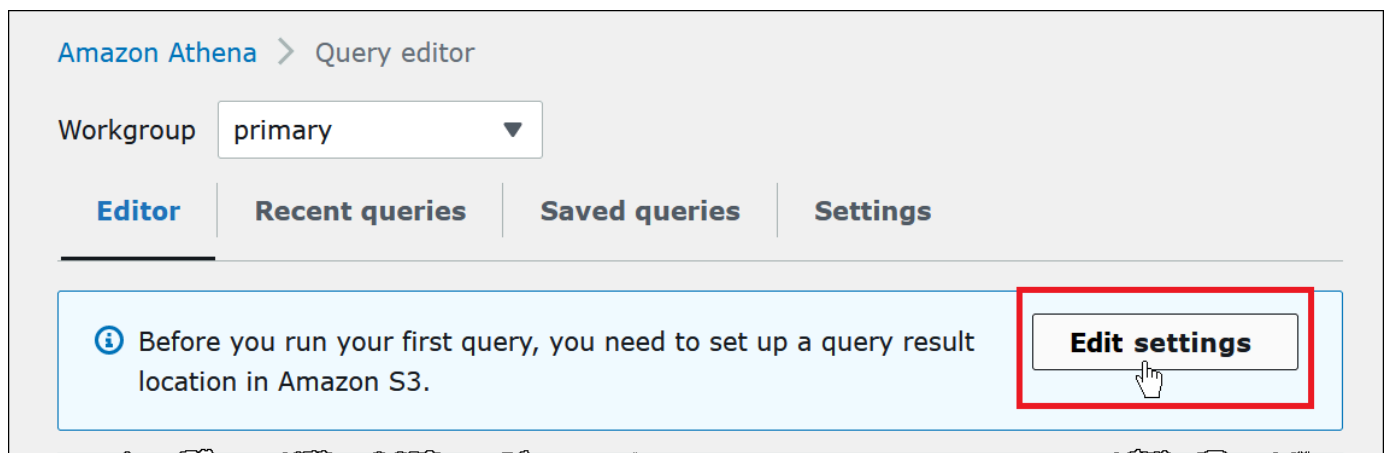 Amazon Athena > Query editor
Workgroup primary
Editor Recent queries Saved queries Settings
Before you run your first query, you need to set up a query result Edit settings
location in Amazon S3.